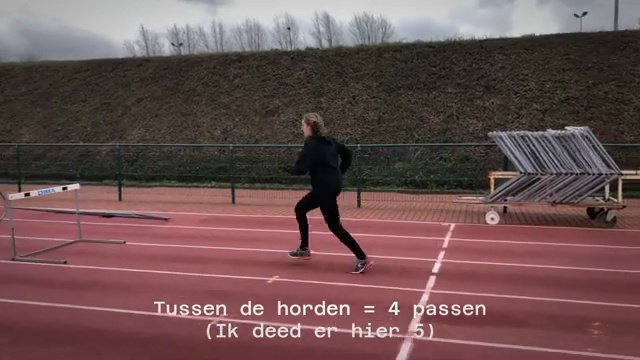 Tussen de horden = 4 passen
(Ik deed er hier 5)